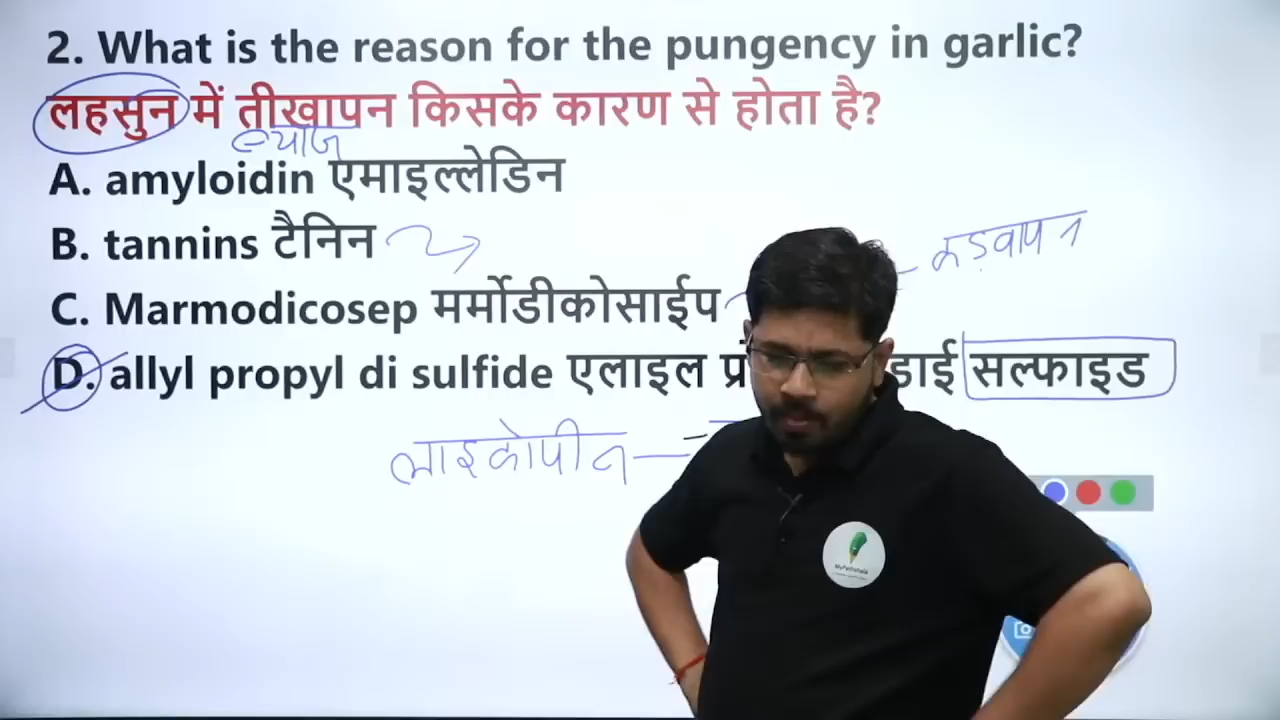 2. What is the reason for the pungency in garlic?
लहसुन में तीखापन किसके कारण से होता है?
प्याज
A. amyloidin एमाइल्लेडिन
B. tannins टैनिन
कड़वापन
C. Marmodicosep मर्मोडीकोसाईप
D. allyl propyl di sulfide एलाइल डाई सल्फाइड
लाइकोपीन — =
MyPathshala